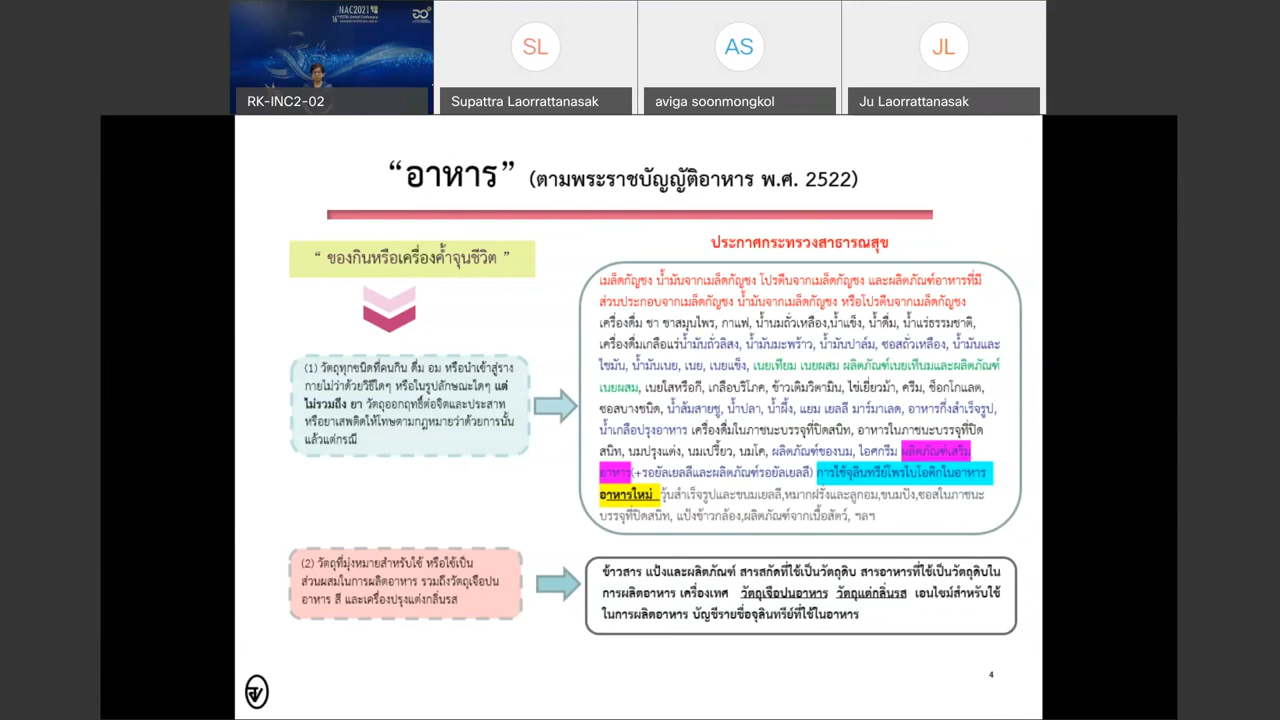 NAC2021
RK-INC2-02
SL
Supattra Laorrattanasak
AS
aviga soonmongkol
JL
Ju Laorrattanasak
“อาหาร” (ตามพระราชบัญญัติอาหาร พ.ศ. 2522)
“ ของกินหรือเครื่องค้ำจุนชีวิต ”
(1) วัตถุทุกชนิดที่คนกิน ดื่ม อม หรือนำเข้าสู่ราง
กายไม่ว่าด้วยวิธีใดๆ หรือในรูปลักษณะใดๆ แต่
ไม่รวมถึง ยา วัตถุออกฤทธิ์ต่อจิตและประสาท
หรือยาเสพติดให้โทษตามกฎหมายว่าด้วยการนั้น
แล้วแต่กรณี
ประกาศกระทรวงสาธารณสุข
เมล็ดกัญชง น้ำมันจากเมล็ดกัญชง โปรตีนจากเมล็ดกัญชง และผลิตภัณฑ์อาหารที่มี
ส่วนประกอบจากเมล็ดกัญชง น้ำมันจากเมล็ดกัญชง หรือโปรตีนจากเมล็ดกัญชง
เครื่องดื่ม ชา ชาสมุนไพร, กาแฟ, น้ำนมถั่วเหลือง,น้ำแข็ง, น้ำดื่ม, น้ำแร่ธรรมชาติ,
เครื่องดื่มเกลือแร่น้ำมันถั่วลิสง, น้ำมันมะพร้าว, น้ำมันปาล์ม, ซอสถั่วเหลือง, น้ำมันและ
ไขมัน, น้ำมันเนย, เนย, เนยแข็ง, เนยเทียม เนยผสม ผลิตภัณฑ์เนยเทียมและผลิตภัณฑ์
เนยผสม, เนยใสหรือกี, เกลือบริโภค, ข้าวเติมวิตามิน, ไข่เยี่ยวม้า, ครีม, ช็อกโกแลต,
ซอสบางชนิด, น้ำส้มสายชู, น้ำปลา, น้ำผึ้ง, แยม เยลลี มาร์มาเลด, อาหารกึ่งสำเร็จรูป,
น้ำเกลือปรุงอาหาร เครื่องดื่มในภาชนะบรรจุที่ปิดสนิท, อาหารในภาชนะบรรจุที่ปิด
สนิท, นมปรุงแต่ง, นมเปรี้ยว, นมโค, ผลิตภัณฑ์ของนม, ไอศกรีม ผลิตภัณฑ์เสริม
อาหาร(+รอยัลเยลลีและผลิตภัณฑ์รอยัลเยลลี) การใช้จุลินทรีย์โพรไบโอติกในอาหาร
อาหารใหม่ วุ้นสำเร็จรูปและขนมเยลลี,หมากฝรั่งและลูกอม,ขนมปัง,ซอสในภาชนะ
บรรจุที่ปิดสนิท, แป้งข้าวกล้อง,ผลิตภัณฑ์จากเนื้อสัตว์, ฯลฯ
(2) วัตถุที่มุ่งหมายสำหรับใช้ หรือใช้เป็น
ส่วนผสมในการผลิตอาหาร รวมถึงวัตถุเจือปน
อาหาร สี และเครื่องปรุงแต่งกลิ่นรส
ข้าวสาร แป้งและผลิตภัณฑ์ สารสกัดที่ใช้เป็นวัตถุดิบ สารอาหารที่ใช้เป็นวัตถุดิบใน
การผลิตอาหาร เครื่องเทศ วัตถุเจือปนอาหาร วัตถุแต่กลิ่นรส เอนไซม์สำหรับใช้
ในการผลิตอาหาร บัญชีรายชื่อจุลินทรีย์ที่ใช้ในอาหาร
4